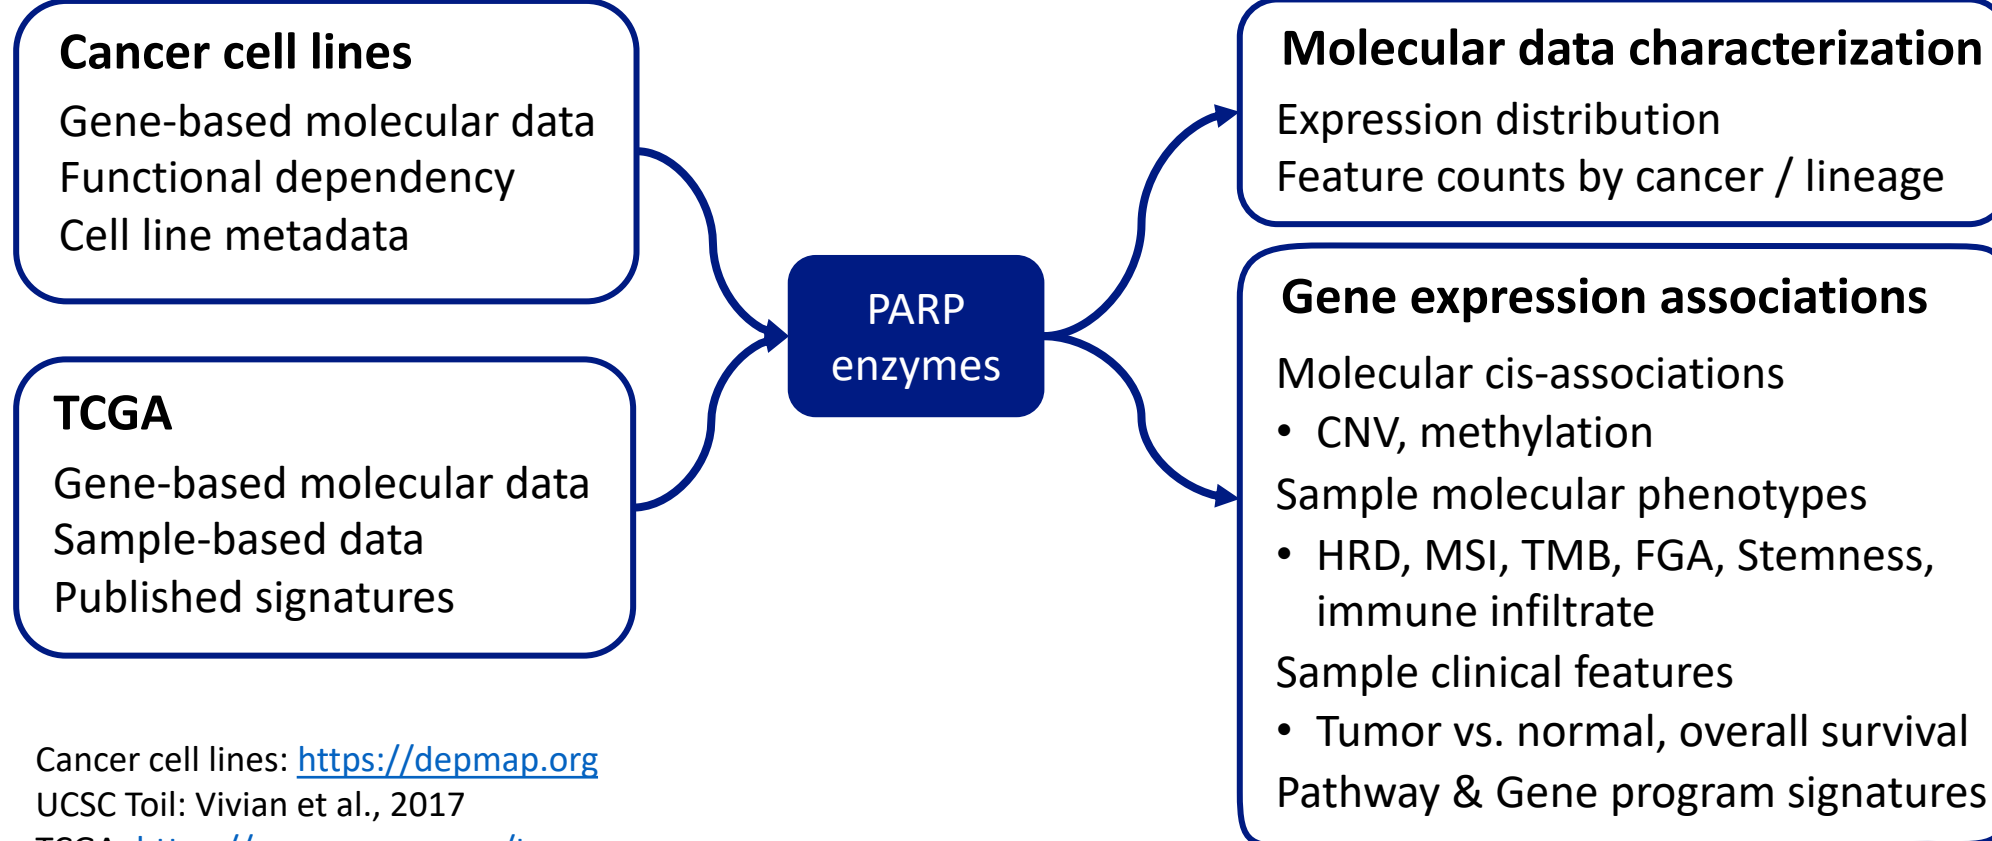 Cancer cell lines
Gene-based molecular data
Functional dependency
Cell line metadata
TCGA
Gene-based molecular data
Sample-based data
Published signatures
Cancer cell lines: https://depmap.org
UCSC Toil: Vivian et al., 2017
PARP
enzymes
Molecular data characterization
Expression distribution
Feature counts by cancer / lineage
Gene expression associations
Molecular cis-associations
• CNV, methylation
Sample molecular phenotypes
• HRD, MSI, TMB, FGA, Stemness,
immune infiltrate
Sample clinical features
• Tumor vs. normal, overall survival
Pathway & Gene program signatures